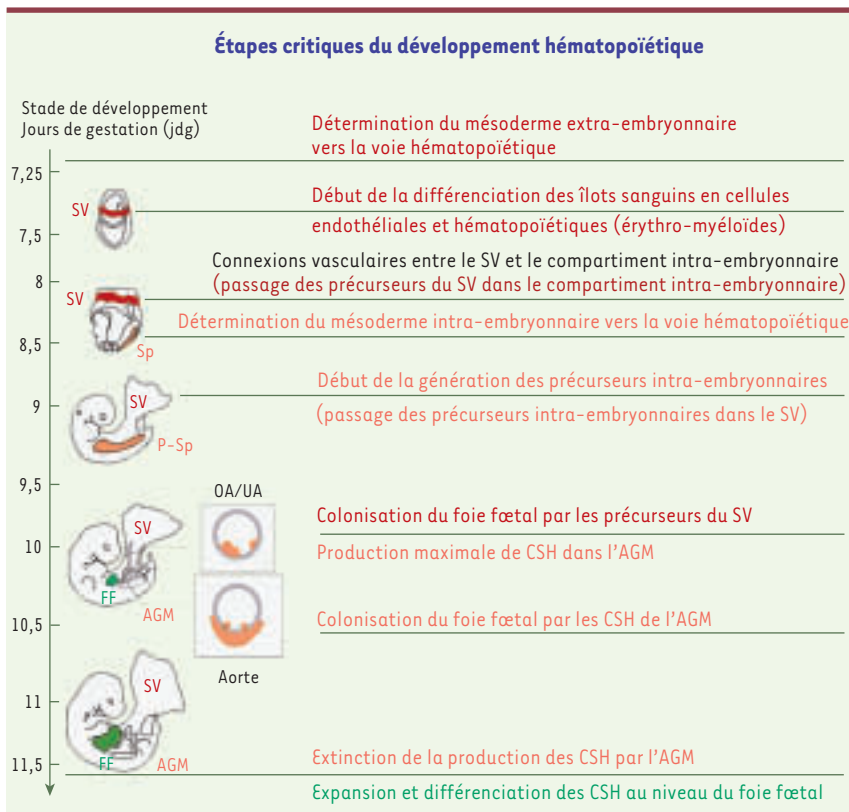 Étapes critiques du développement hématopoïétique
Stade de développement
Jours de gestation (jdg)
Détermination du mésoderme extra-embryonnaire
vers la voie hématopoïétique
7,25
SV
Début de la différenciation des îlots sanguins en cellules
endothéliales et hématopoïétiques (érythro-myéloïdes)
7,5
8
Connexions vasculaires entre le SV et le compartiment intra-embryonnaire
(passage des précurseurs du SV dans le compartiment intra-embryonnaire)
SV
Détermination du mésoderme intra-embryonnaire vers la voie hématopoïétique
8,5
Sp
Début de la génération des précurseurs intra-embryonnaires
9
SV
(passage des précurseurs intra-embryonnaires dans le SV)
P-Sp
9,5
OA/UA
Colonisation du foie fœtal par les précurseurs du SV
SV
10
Production maximale de CSH dans l'AGM
FF
AGM
10,5
Colonisation du foie fœtal par les CSH de l'AGM
Aorte
SV
11
11,5
FF
AGM
Extinction de la production des CSH par l'AGM
Expansion et différenciation des CSH au niveau du foie fœtal